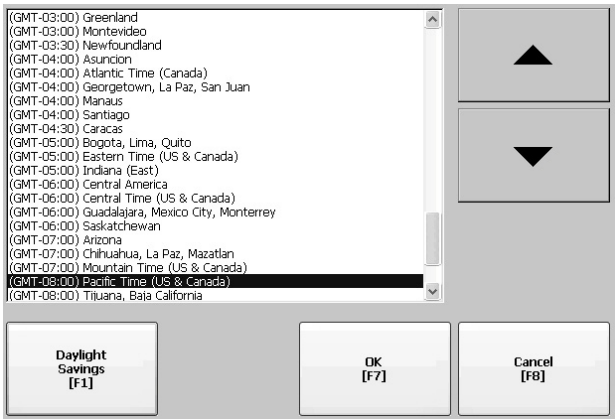 (GMT-03:00) Greenland
(GMT-03:00) Montevideo
(GMT-03:30) Newfoundland
(GMT-04:00) Asuncion
(GMT-04:00) Atlantic Time (Canada)
(GMT-04:00) Georgetown, La Paz, San Juan
(GMT-04:00) Manaus
(GMT-04:00) Santiago
(GMT-04:30) Caracas
(GMT-05:00) Bogota, Lima, Quito
(GMT-05:00) Eastern Time (US & Canada)
(GMT-05:00) Indiana (East)
(GMT-06:00) Central America
(GMT-06:00) Central Time (US & Canada)
(GMT-06:00) Guadalajara, Mexico City, Monterrey
(GMT-06:00) Saskatchewan
(GMT-07:00) Arizona
(GMT-07:00) Chihuahua, La Paz, Mazatlan
(GMT-07:00) Mountain Time (US & Canada)
(GMT-08:00) Pacific Time (US & Canada)
(GMT-08:00) Tijuana, Baja California
Daylight
Savings
[F1]
OK
[F7]
Cancel
[F8]